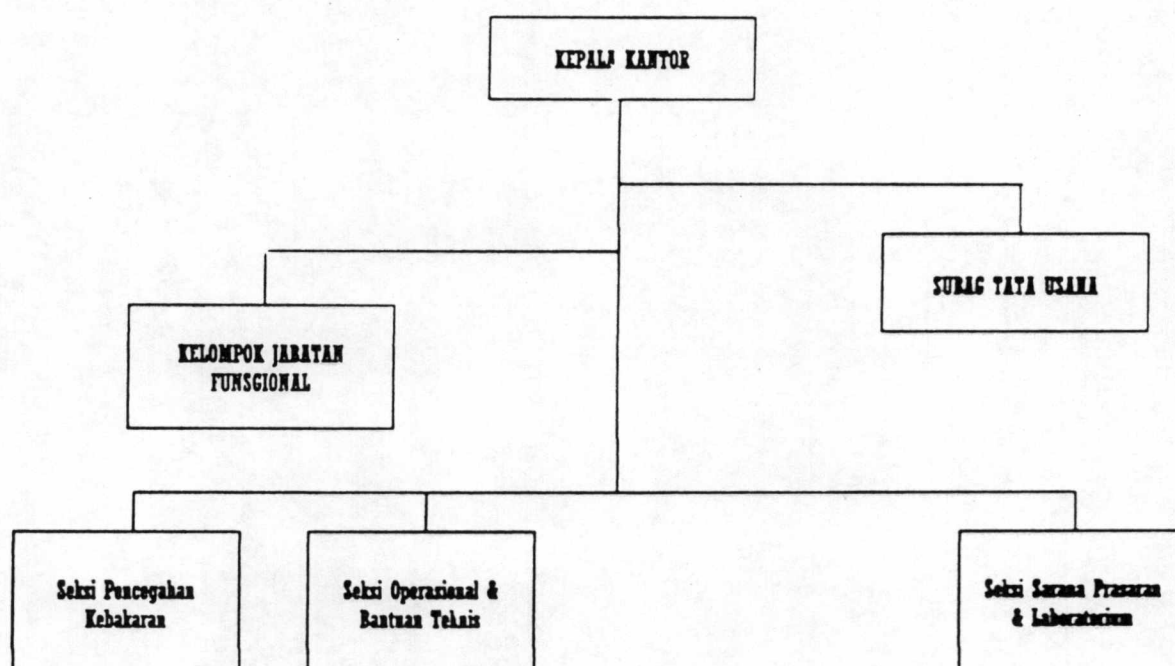 KEPALA KANTOR
SUBAG TATA USAHA
KELOMPOK JABATAN
FUNSGIONAL
Seksi Pencegahan
Kebakaran
Seksi Operasional &
Bantuan Teknis
Seksi Sarana Prasaran
& Laboratorium